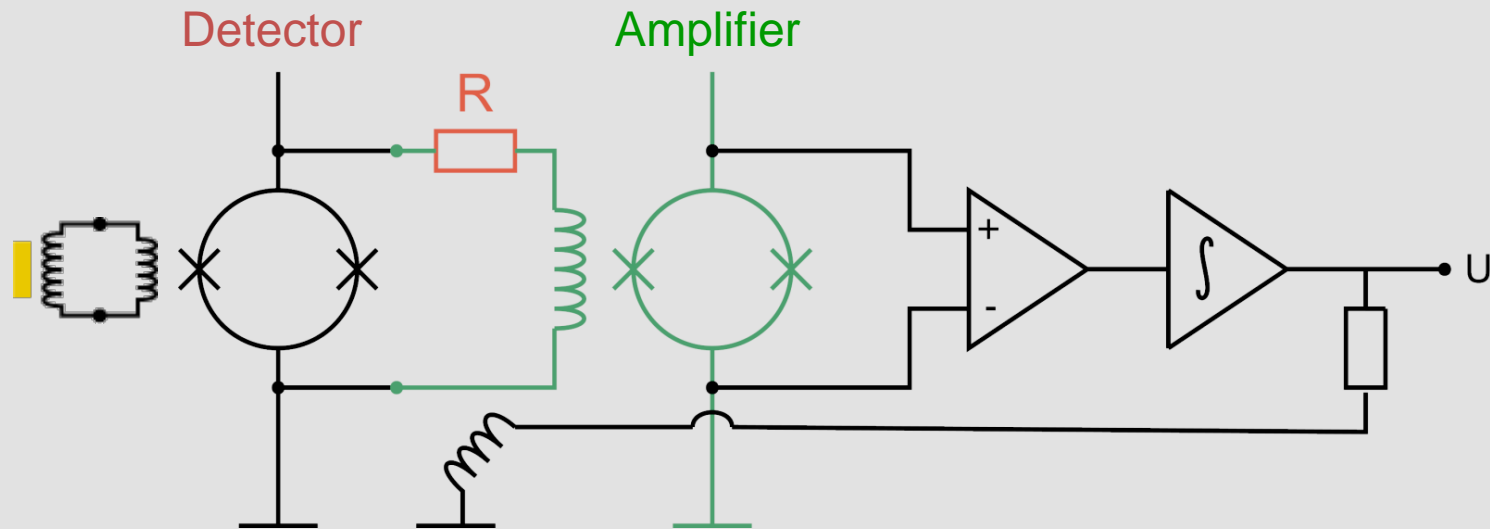 Detector
Amplifier
R
+
-
∫
U